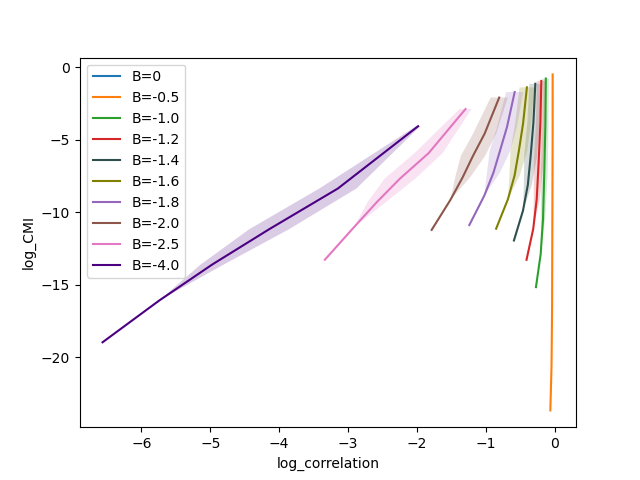 B=0
B=-0.5
B=-1.0
B=-1.2
B=-1.4
B=-1.6
B=-1.8
B=-2.0
B=-2.5
B=-4.0
0
−5
−10
−15
−20
log_CMI
−6 −5 −4 −3 −2 −1 0
log_correlation